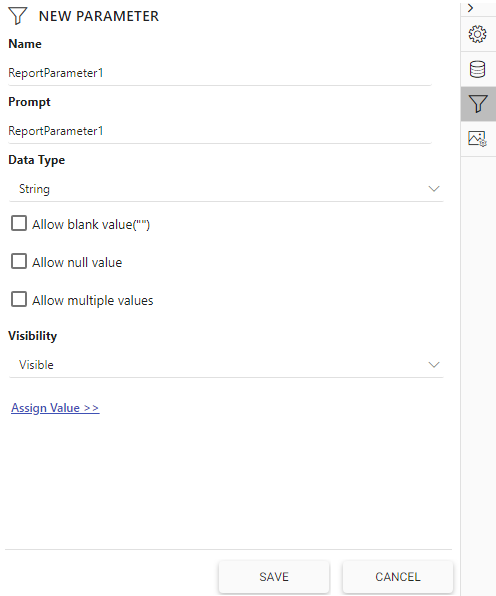 NEW PARAMETER
Name
ReportParameter1
Prompt
ReportParameter1
Data Type
String
Allow blank value("")
Allow null value
Allow multiple values
Visibility
Visible
Assign Value >>
SAVE CANCEL